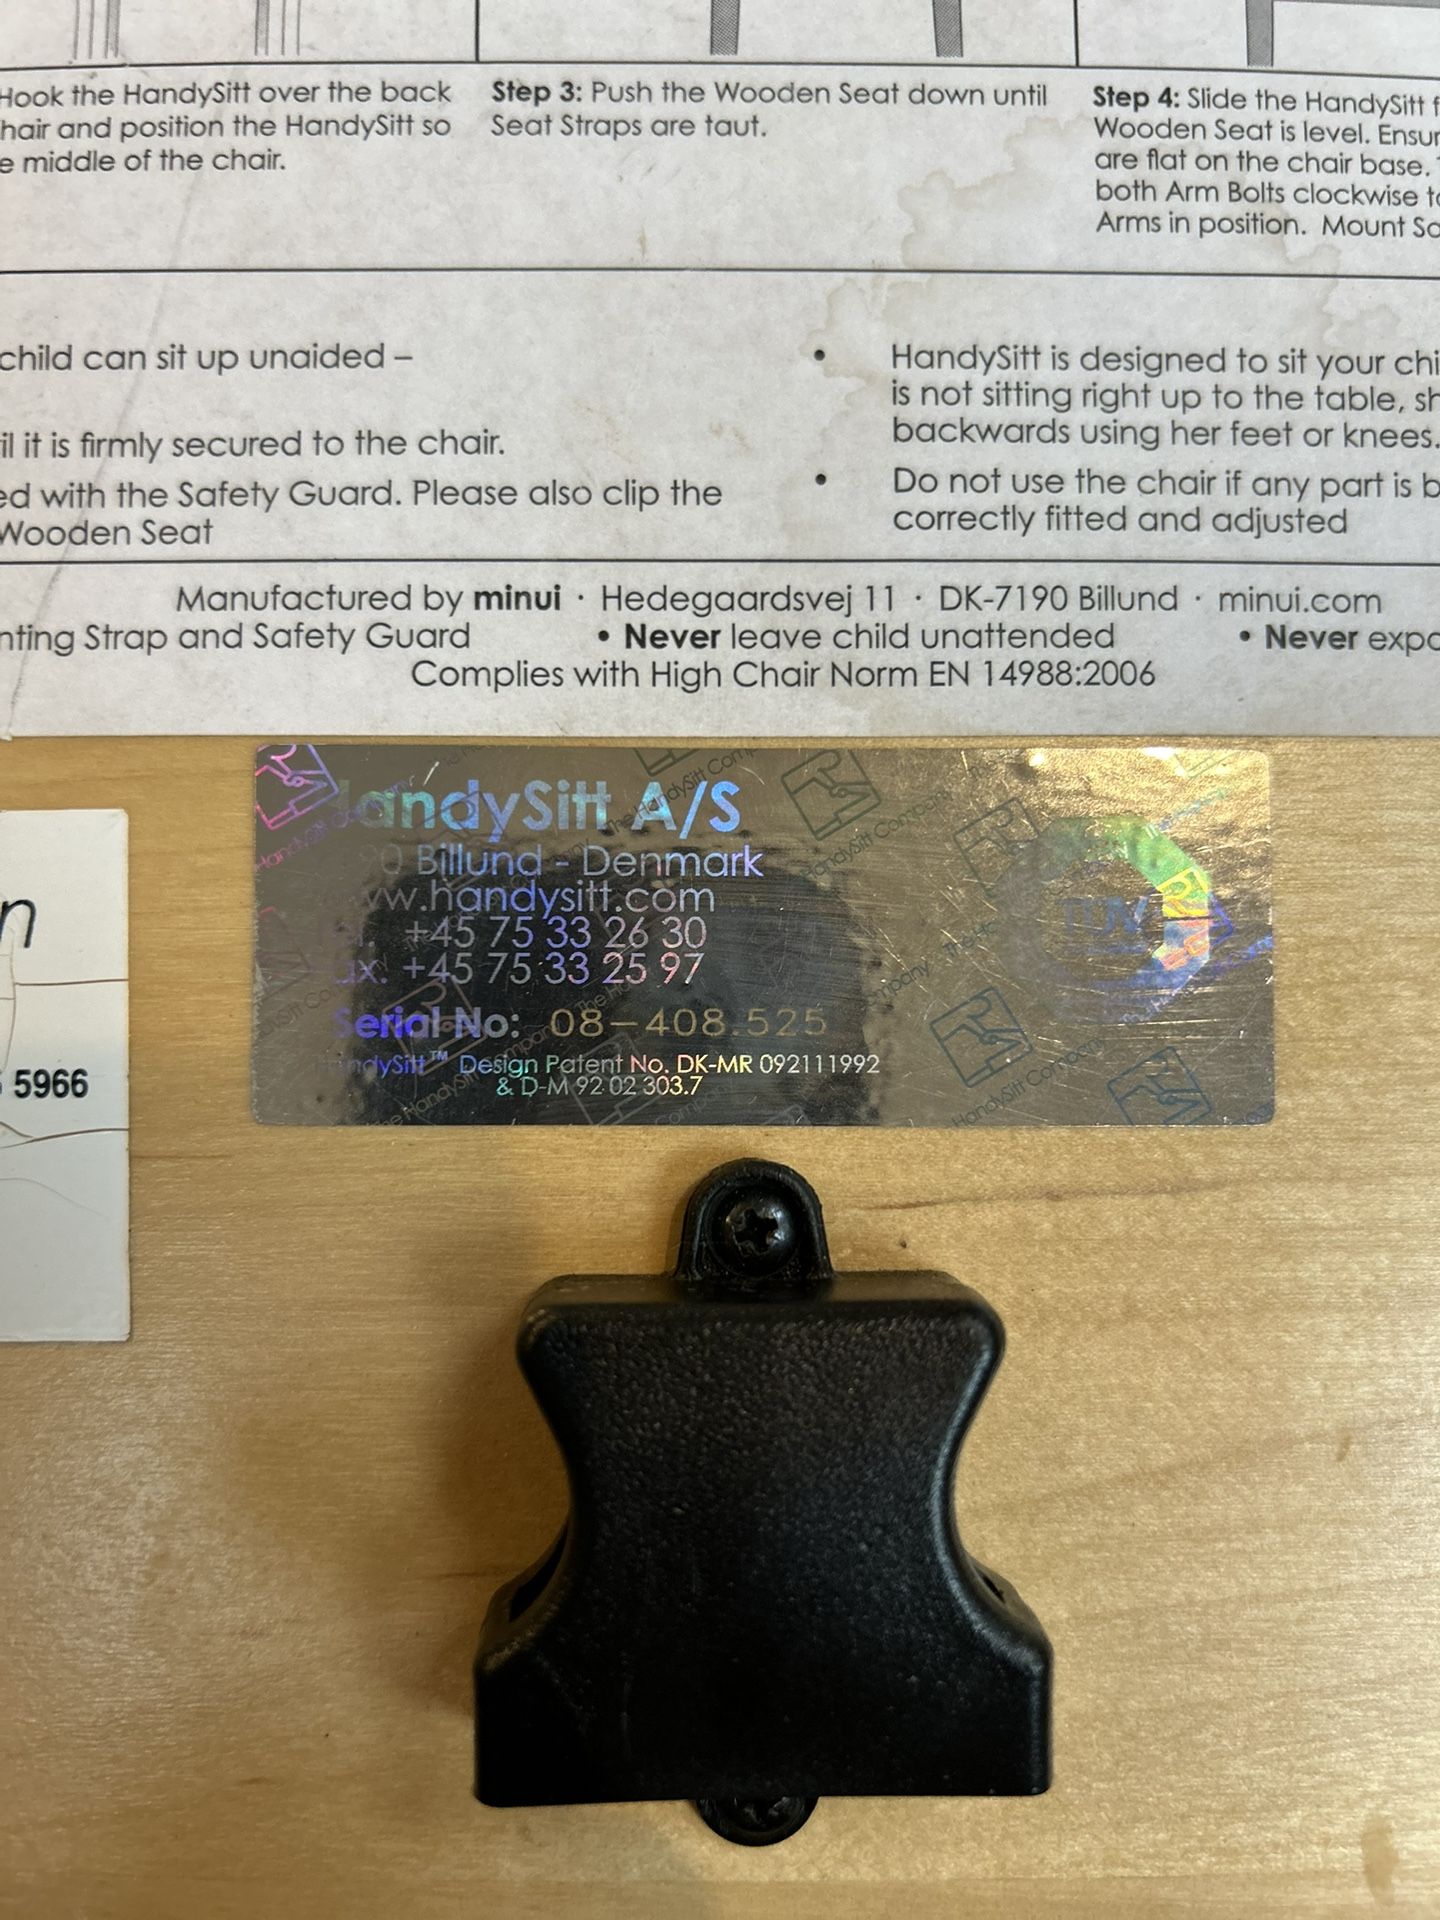 Hook the HandySitt over the back
hair and position the HandySitt so
e middle of the chair.
Step 3: Push the Wooden Seat down until
Seat Straps are taut.
Step 4: Slide the HandySitt f
Wooden Seat is level. Ensur
are flat on the chair base.
both Arm Bolts clockwise to
Arms in position. Mount Sa
child can sit up unaided –
il it is firmly secured to the chair.
ed with the Safety Guard. Please also clip the
Wooden Seat
• HandySitt is designed to sit your chi
is not sitting right up to the table, sh
backwards using her feet or knees.
• Do not use the chair if any part is b
correctly fitted and adjusted
Manufactured by minui · Hedegaardsvej 11 · DK-7190 Billund · minui.com
nting Strap and Safety Guard • Never leave child unattended • Never expo
Complies with High Chair Norm EN 14988:2006
HandySitt A/S
90 Billund - Denmark
www.handysitt.com
Tel. +45 75 33 26 30
Fax. +45 75 33 25 97
Serial No: 08-408.525
HandySitt™ Design Patent No. DK-MR 092111992
& D-M 92 02 303.7
TÜV
The HandySitt Company
n
5966